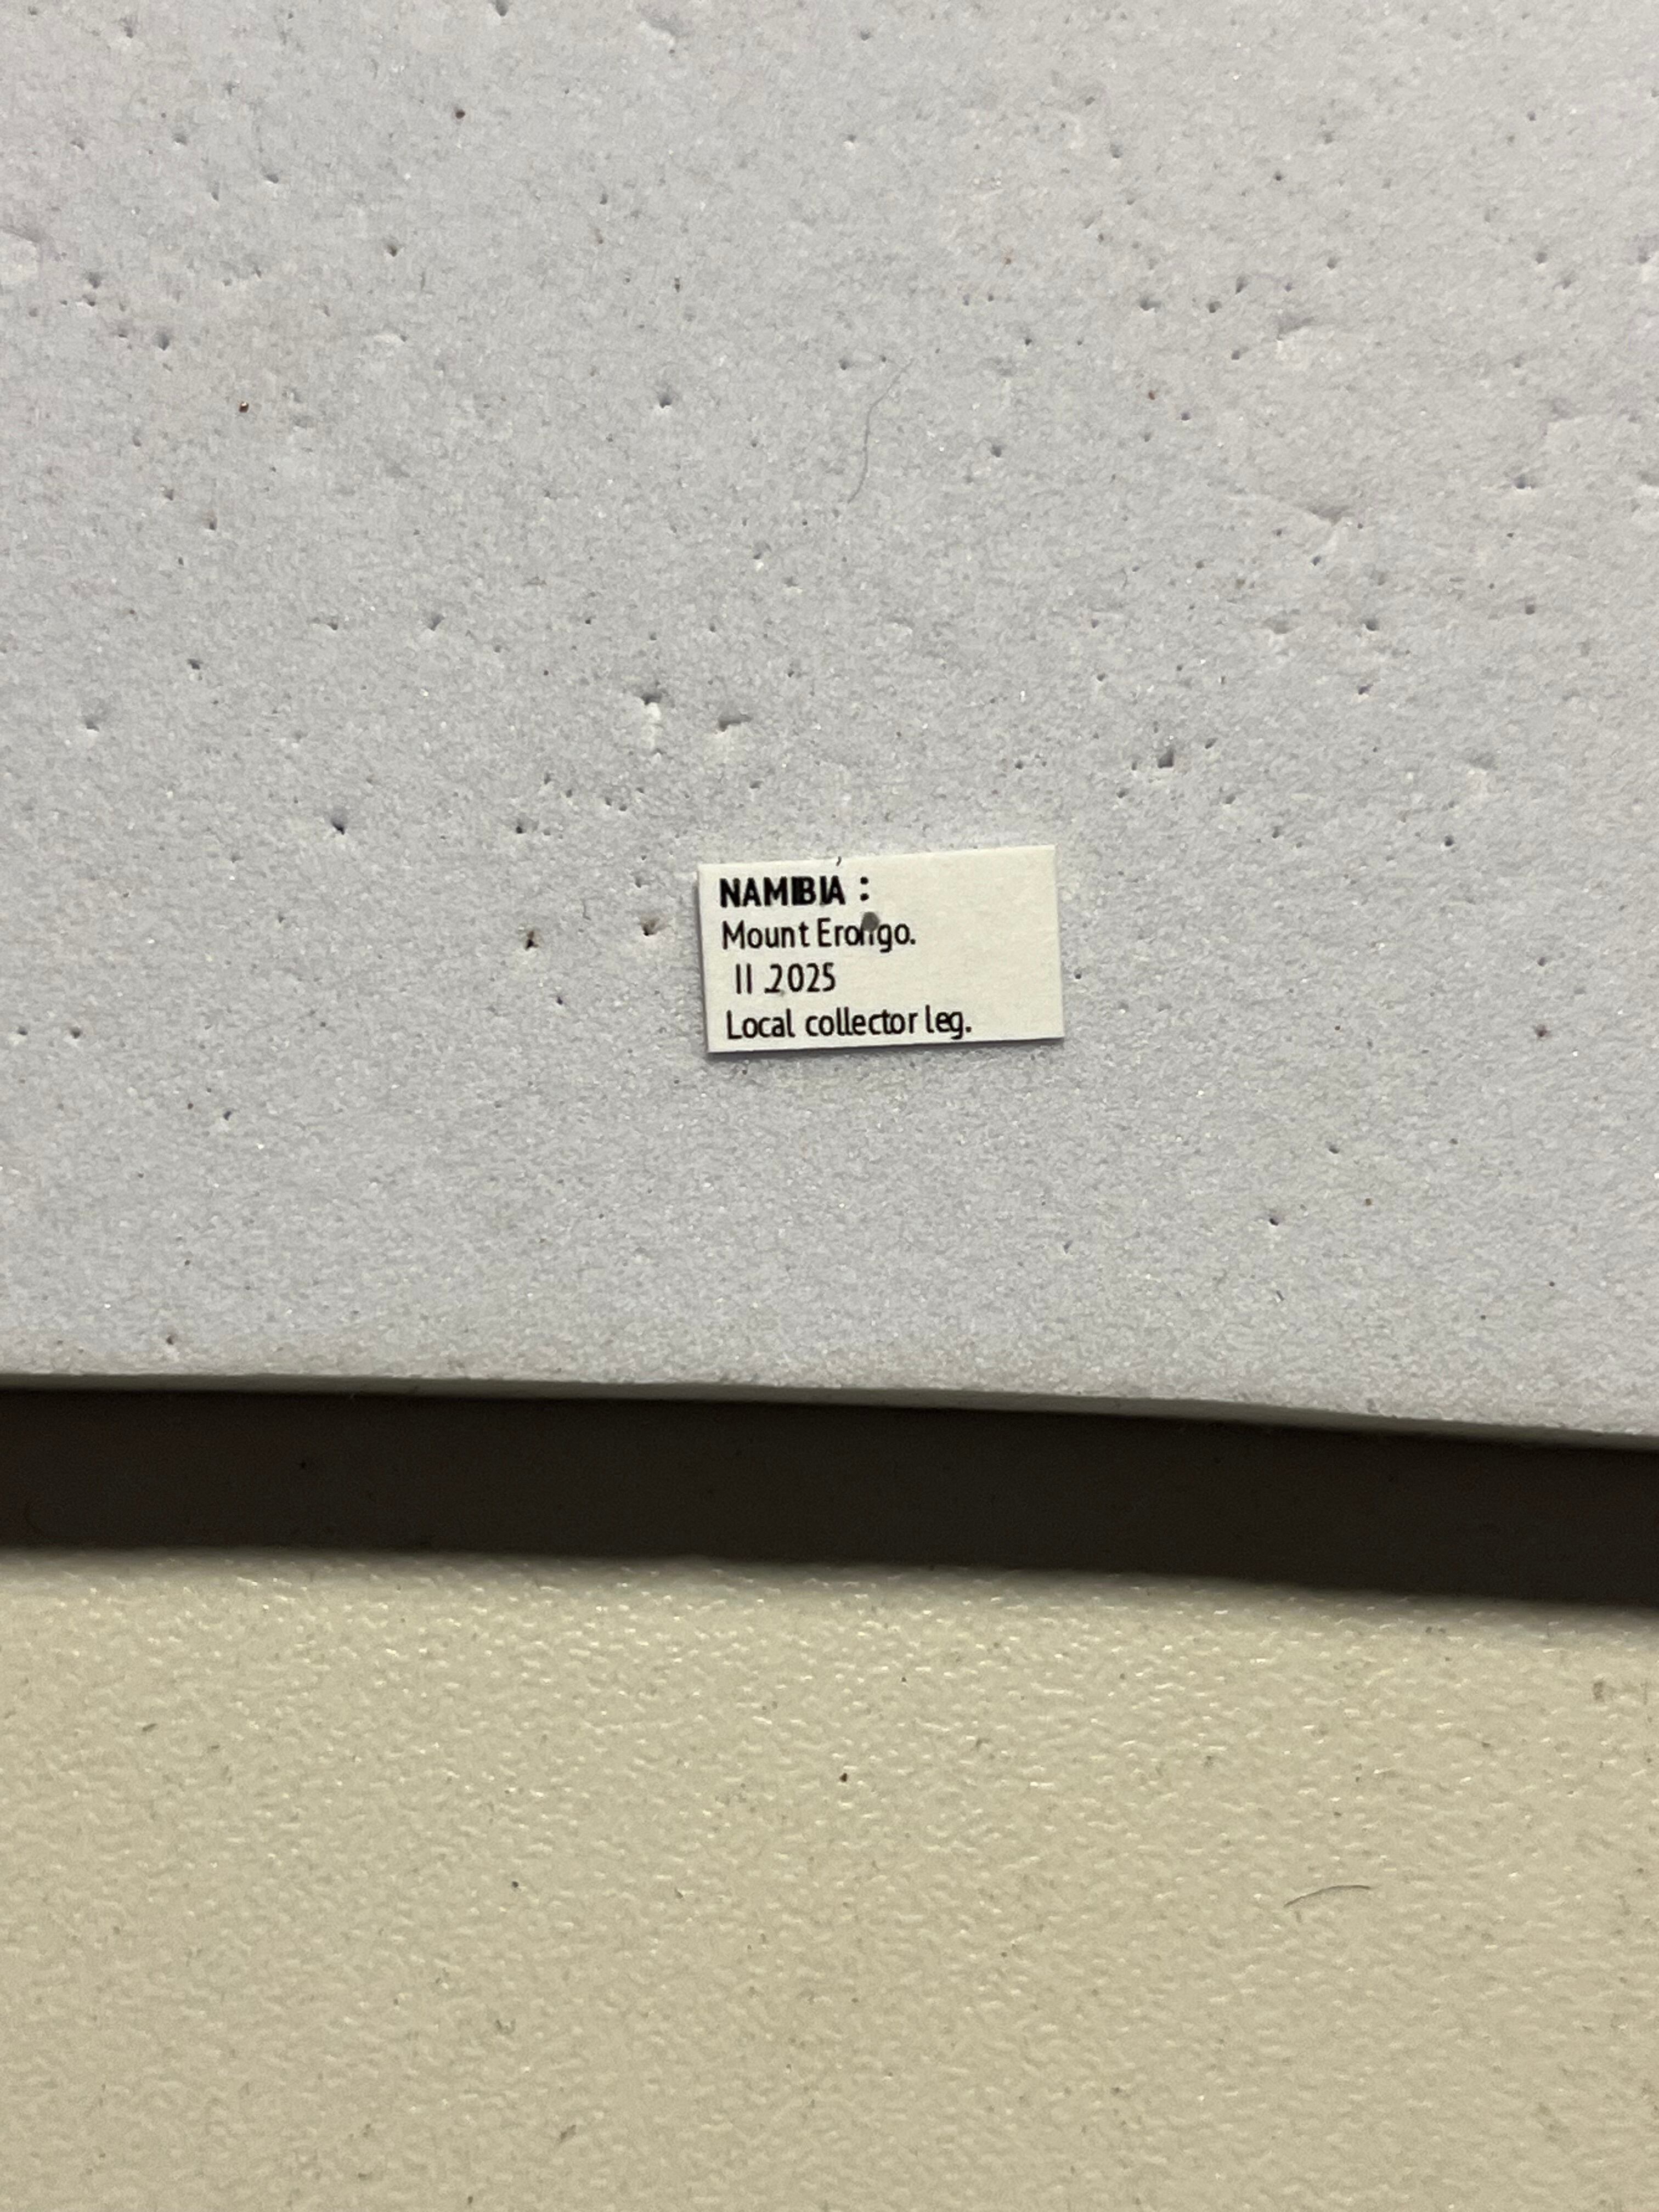 NAMIBIA :
Mount Erongo.
II .2025
Local collector leg.